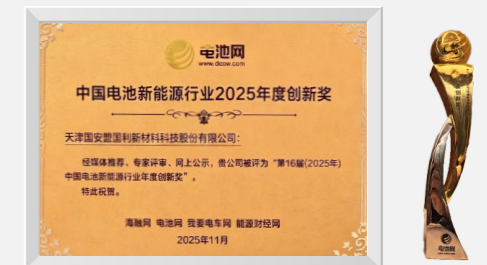 电池网
www.dcow.com
中国电池新能源行业2025年度创新奖
天津国安盟固利新材料科技股份有限公司：
经媒体推荐、专家评审、网上公示，贵公司被评为“第16届(2025年)
中国电池新能源行业年度创新奖”。
特此祝贺。
海融网 电池网 我要电车网 能源财经网
2025年11月
电池网